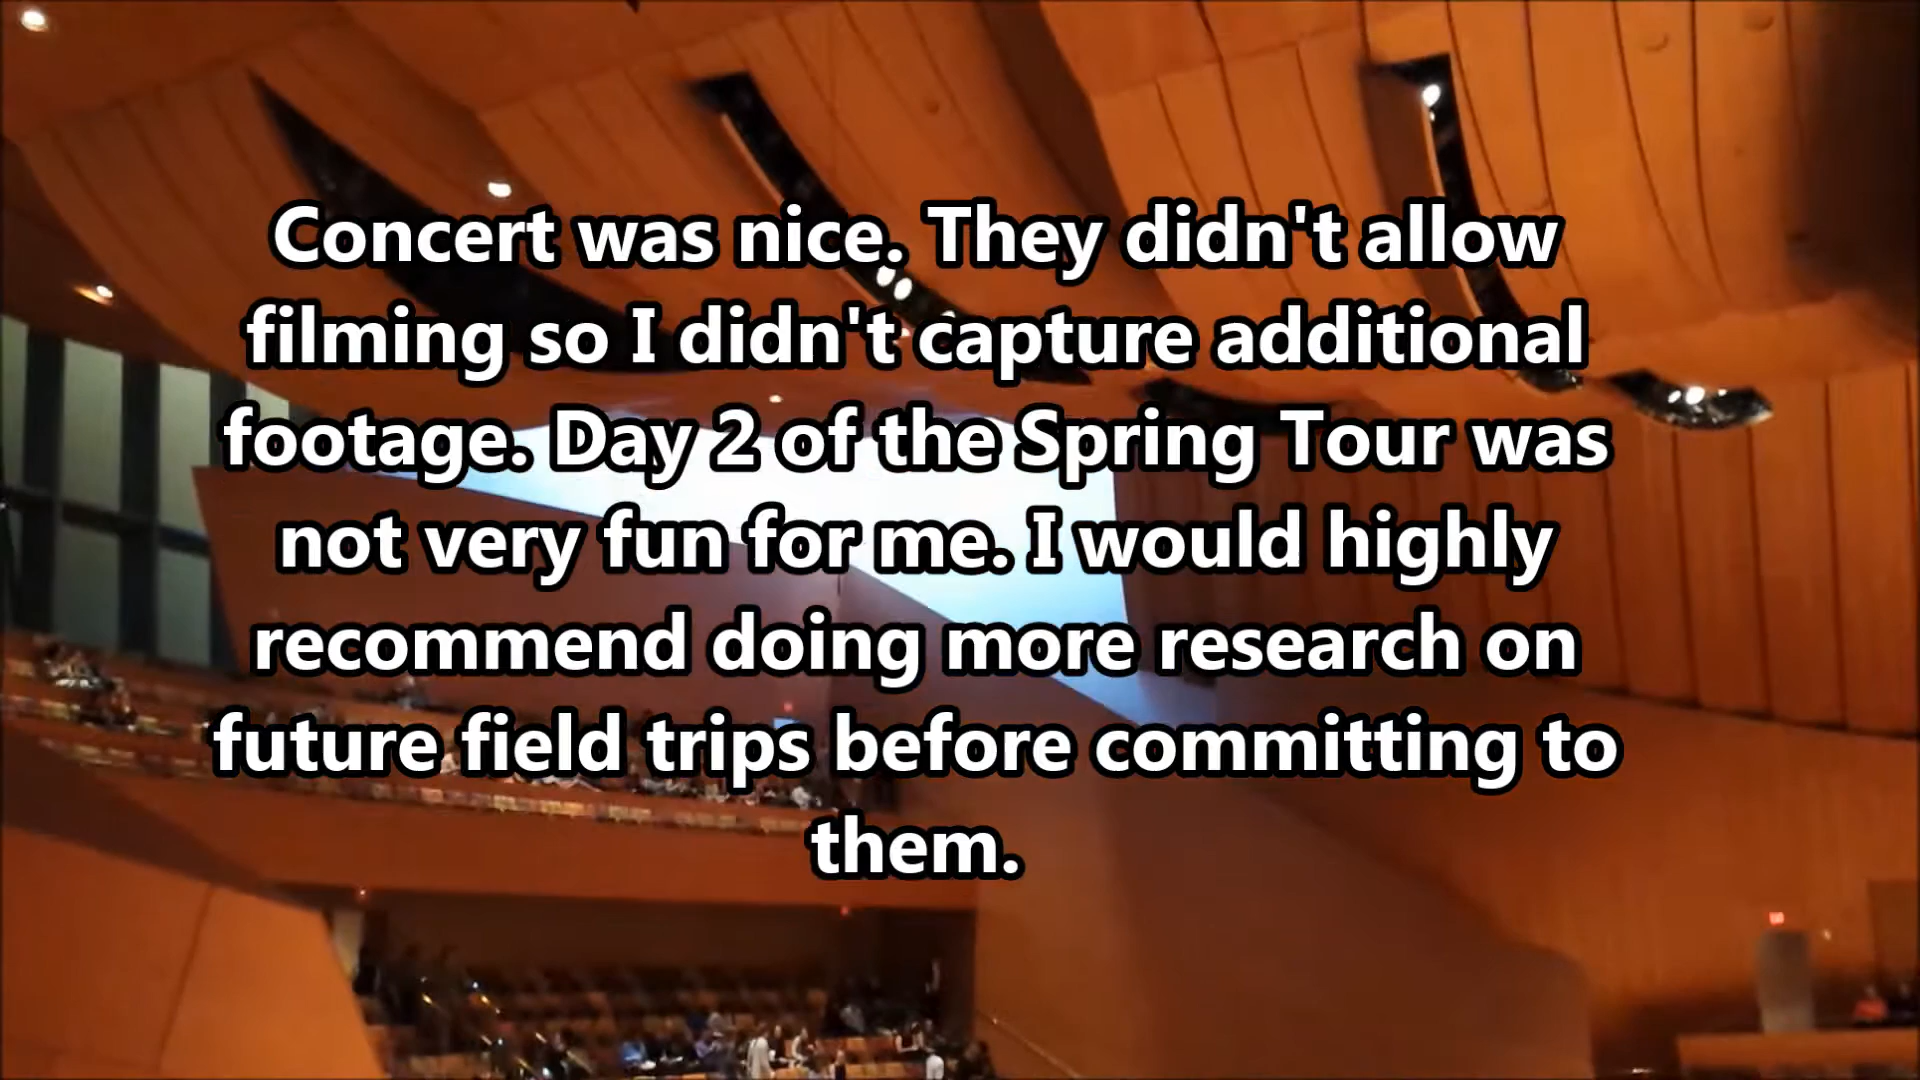 Concert was nice. They didn't allow
filming so I didn't capture additional
footage. Day 2 of the Spring Tour was
not very fun for me. I would highly
recommend doing more research on
future field trips before committing to
them.